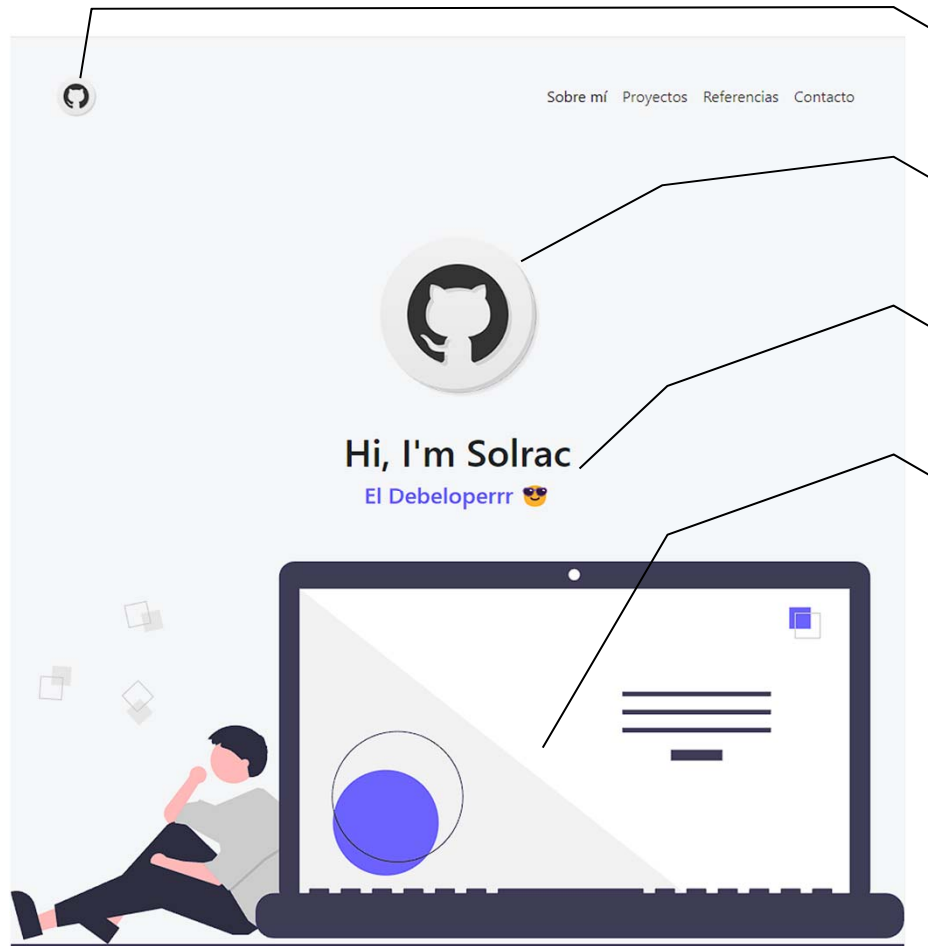 Sobre mí Proyectos Referencias Contacto
Hi, I'm Solrac
El Debeloperrr 😎